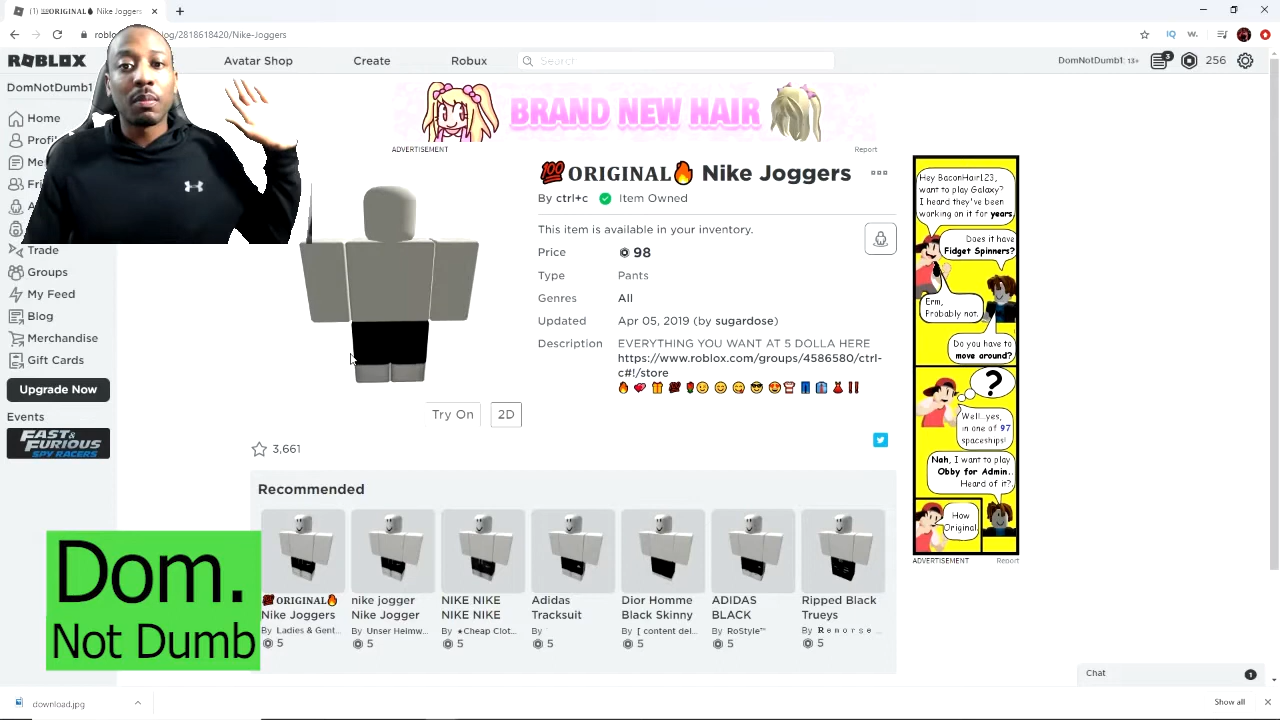 (1) 💯ORIGINAL🔥 Nike Joggers
log/2818618420/Nike-Joggers
IQ
W.
ROBLOX
Avatar Shop
Create
Robux
Search
DomNotDumb1: 13+
3
256
DomNotDumb1
BRAND NEW HAIR
ADVERTISEMENT
Report
Home
Trade
Groups
My Feed
Blog
Merchandise
Gift Cards
Upgrade Now
Events
FAST & FURIOUS
SPY RACERS
💯ORIGINAL🔥 Nike Joggers
By ctrl+c Item Owned
This item is available in your inventory.
Price 98
Type Pants
Genres All
Updated Apr 05, 2019 (by sugardose)
Description EVERYTHING YOU WANT AT 5 DOLLA HERE
https://www.roblox.com/groups/4586580/ctrl-
c#!/store
Try On
2D
3,661
Recommended
💯ORIGINAL🔥
Nike Joggers
By Ladies & Gent...
5
nike jogger
Nike Jogger
By Unser Heimw...
5
NIKE NIKE
NIKE NIKE
By ★Cheap Clot...
5
Adidas
Tracksuit
By
5
Dior Homme
Black Skinny
By [ content del...
5
ADIDAS
BLACK
By RoStyle™
5
Ripped Black
Trueys
By R e m o r s e ...
5
Hey BaconHair123,
want to play Galaxy?
I heard they've been
working on it for years.
Does it have
Fidget Spinners?
Erm,
Probably not.
Do you have to
move around?
?
Well...yes,
in one of 97
spaceships!
Nah, I want to play
Obby for Admin..
Heard of it?
How
Original.
ADVERTISEMENT
Report
Dom.
Not Dumb
Chat
1
download.jpg
Show all